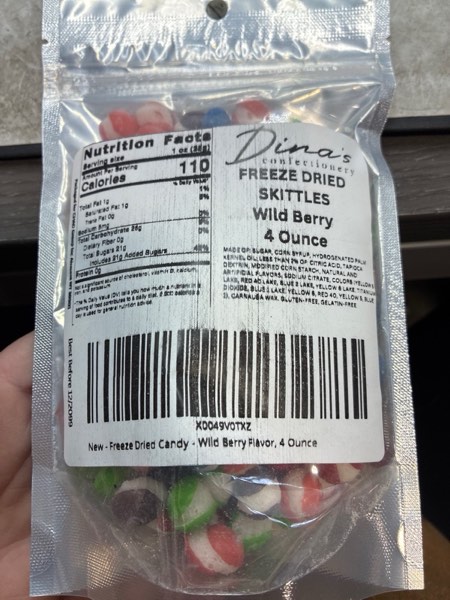 Nutrition Facts
Serving size 1 oz (28g)
Amount Per Serving
Calories 110
% Daily Value*
Total Fat 1g 1%
Saturated Fat 1g
Trans Fat 0g
Sodium 5mg
Total Carbohydrate 26g
Dietary Fiber 0g
Total Sugars 21g
Includes 21g Added Sugars
Protein 0g
Dina's
confectionery
FREEZE DRIED
SKITTLES
Wild Berry
4 Ounce
MADE OF: SUGAR, CORN SYRUP, HYDROGENATED PALM
KERNEL OIL; LESS THAN 2% OF: CITRIC ACID, TAPIOCA
DEXTRIN, MODIFIED CORN STARCH, NATURAL AND
ARTIFICIAL FLAVORS, SODIUM CITRATE, COLORS (YELLOW 5
LAKE, RED 40 LAKE, BLUE 2 LAKE, YELLOW 6 LAKE, TITANIUM
DIOXIDE, BLUE 1 LAKE, YELLOW 5, RED 40, YELLOW 6, BLUE
CARNAUBA WAX. GLUTEN-FREE, GELATIN-FREE
Best Before 12/2099
X0049V0TXZ
New - Freeze Dried Candy - Wild Berry Flavor, 4 Ounce